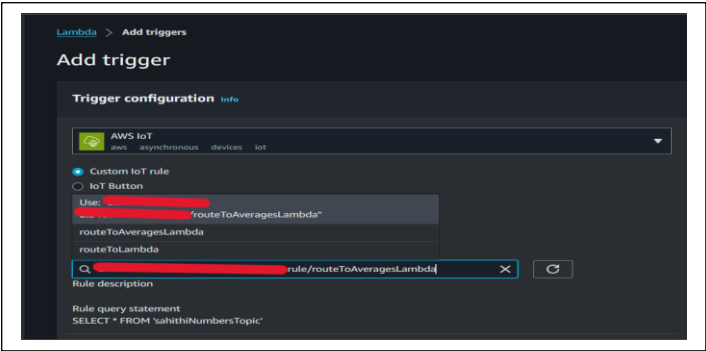 Lambda > Add triggers
Add trigger
Trigger configuration Info
AWS IoT
aws asynchronous devices iot
Custom IoT rule
IoT Button
Use:
/routeToAveragesLambda"
routeToAveragesLambda
routeToLambda
rule/routeToAveragesLambda
Rule description
Rule query statement
SELECT * FROM 'sahithiNumbersTopic'